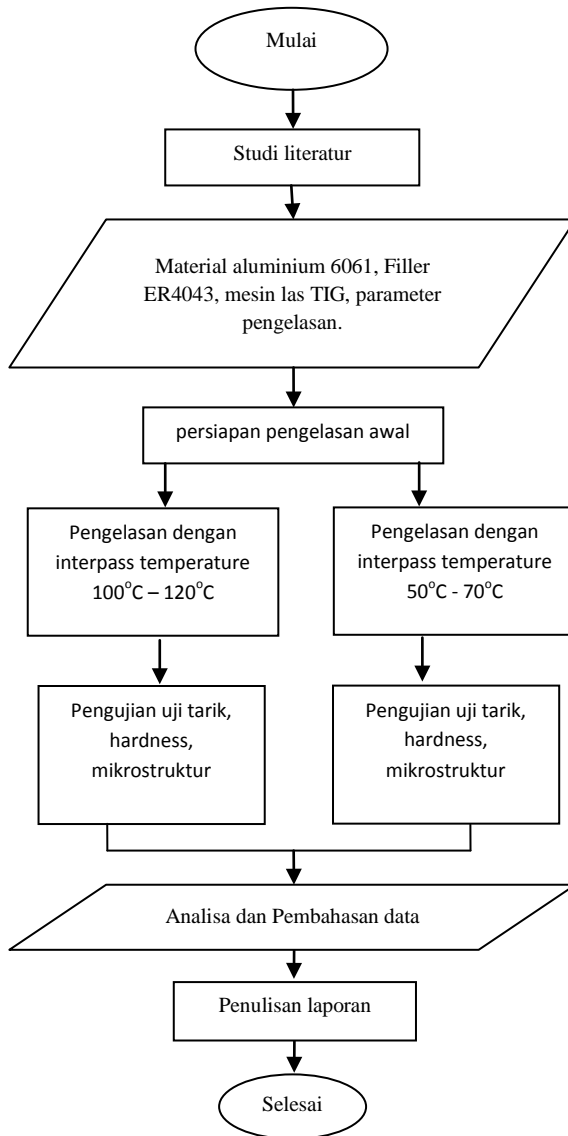 Mulai
Studi literatur
Material aluminium 6061, Filler
ER4043, mesin las TIG, parameter
pengelasan.
persiapan pengelasan awal
Pengelasan dengan
interpass temperature
100°C – 120°C
Pengelasan dengan
interpass temperature
50°C - 70°C
Pengujian uji tarik,
hardness,
mikrostruktur
Pengujian uji tarik,
hardness,
mikrostruktur
Analisa dan Pembahasan data
Penulisan laporan
Selesai